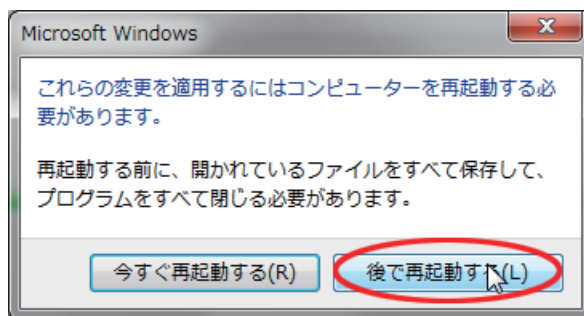 Microsoft Windows
これらの変更を適用するにはコンピューターを再起動する必
要があります。
再起動する前に、開かれているファイルをすべて保存して、
プログラムをすべて閉じる必要があります。
今すぐ再起動する(R)
後で再起動する(L)